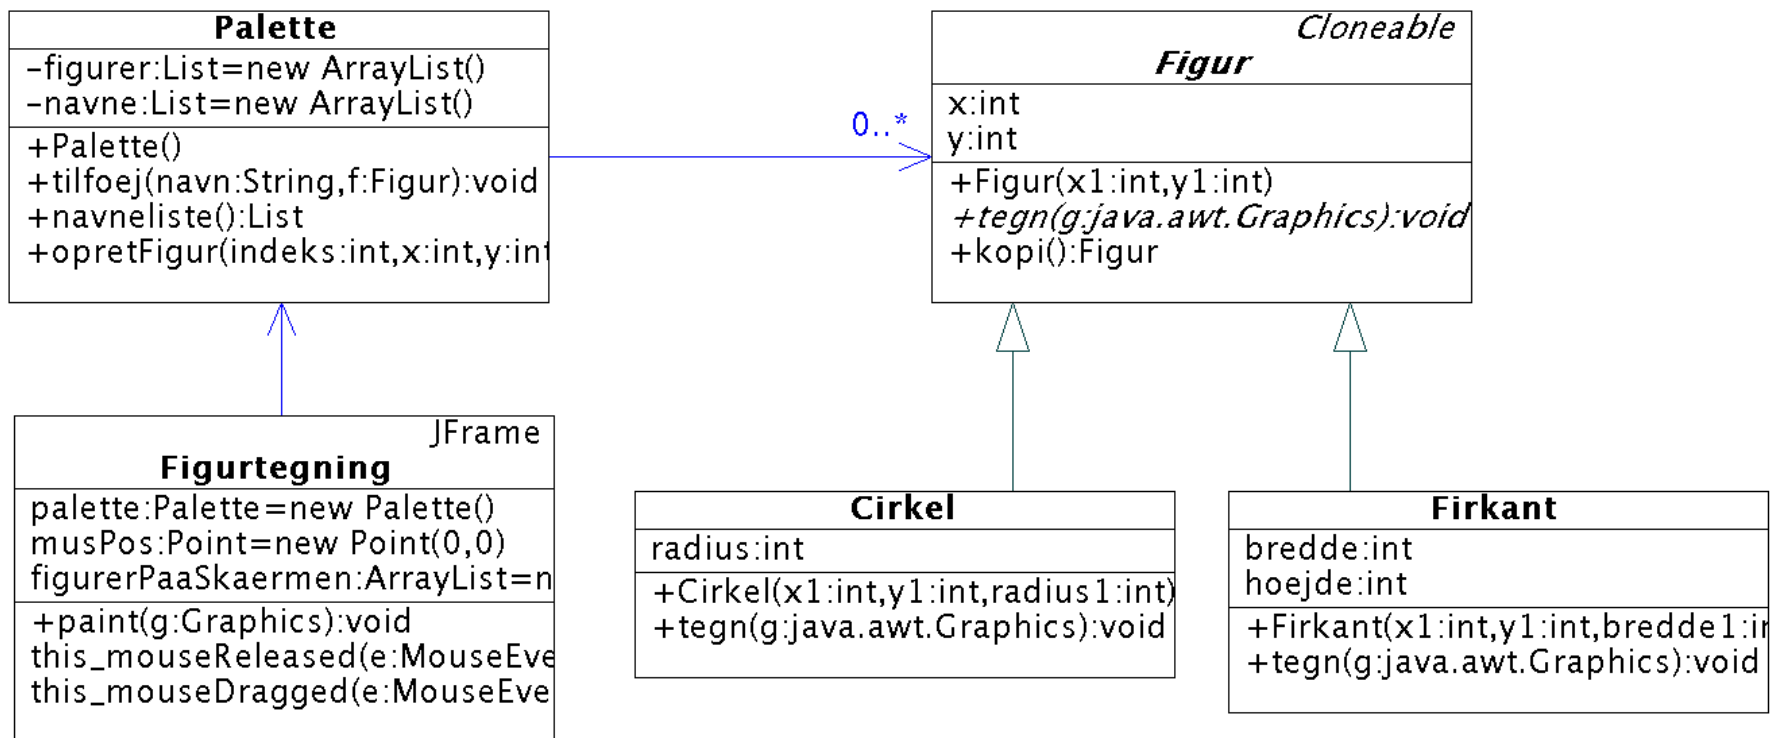 Palette
-figurer:List=new ArrayList()
-navne:List=new ArrayList()
+Palette()
+tilfoej(navn:String,f:Figur):void
+navneliste():List
+opretFigur(indeks:int,x:int,y:int
0..*
Cloneable
Figur
x:int
y:int
+Figur(x1:int,y1:int)
+tegn(g:java.awt.Graphics):void
+kopi():Figur
JFrame
Figurtegning
palette:Palette=new Palette()
musPos:Point=new Point(0,0)
figurerPaaSkaermen:ArrayList=n
+paint(g:Graphics):void
this_mouseReleased(e:MouseEve
this_mouseDragged(e:MouseEve
Cirkel
radius:int
+Cirkel(x1:int,y1:int,radius1:int)
+tegn(g:java.awt.Graphics):void
Firkant
bredde:int
hoejde:int
+Firkant(x1:int,y1:int,bredde1:in
+tegn(g:java.awt.Graphics):void